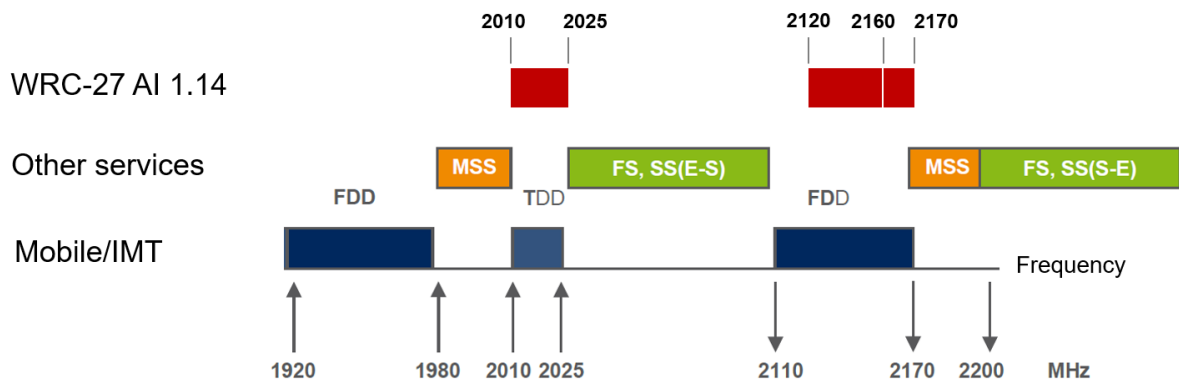 2010 2025 2120 2160 2170
WRC-27 AI 1.14
Other services MSS FS, SS(E-S) MSS FS, SS(S-E)
FDD TDD FDD
Mobile/IMT
Frequency
1920 1980 2010 2025 2110 2170 2200 MHz